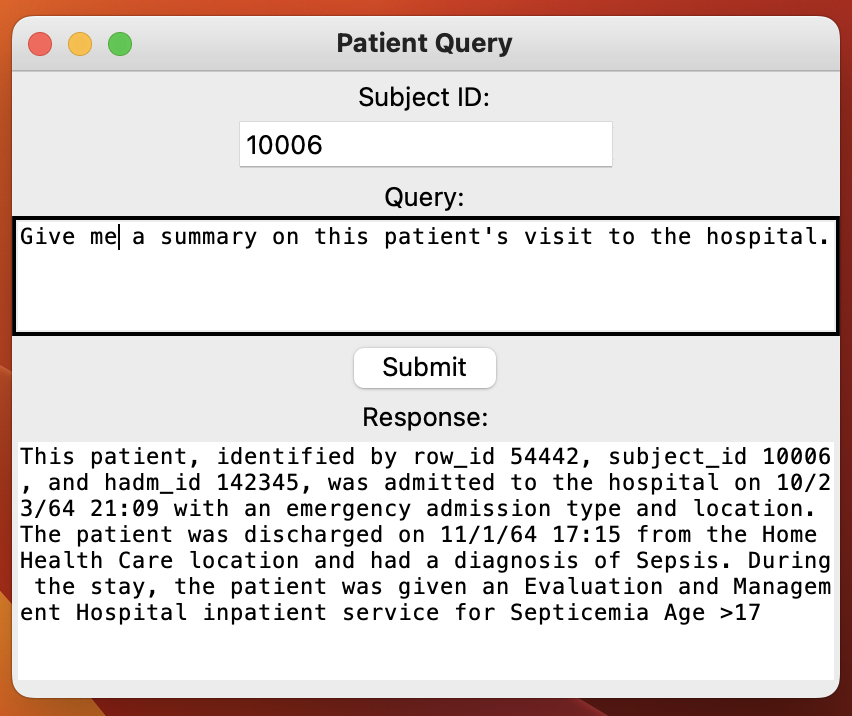 Patient Query
Subject ID:
10006
Query:
Give me a summary on this patient's visit to the hospital.
Submit
Response:
This patient, identified by row_id 54442, subject_id 10006
, and hadm_id 142345, was admitted to the hospital on 10/2
3/64 21:09 with an emergency admission type and location.
The patient was discharged on 11/1/64 17:15 from the Home
Health Care location and had a diagnosis of Sepsis. During
the stay, the patient was given an Evaluation and Managem
ent Hospital inpatient service for Septicemia Age >17